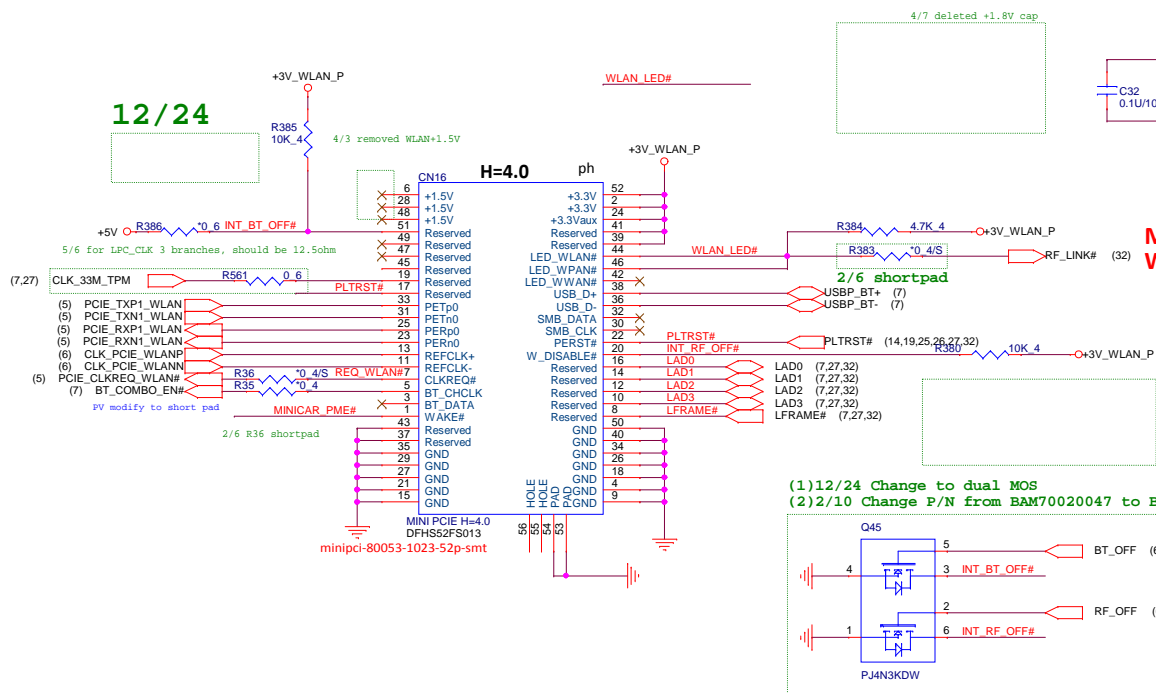 4/7 deleted +1.8V cap
WLAN_LED#
+3V_WLAN_P
C32
0.1U/10
12/24
R385
10K_4
4/3 removed WLAN+1.5V
+3V_WLAN_P
H=4.0
ph
CN16
6 +1.5V
28 +1.5V
48 +1.5V
51 Reserved
49 Reserved
47 Reserved
45 Reserved
19 Reserved
17 Reserved
33 PETp0
31 PETn0
25 PERp0
23 PERn0
13 REFCLK+
11 REFCLK-
7 CLKREQ#
5 BT_CHCLK
3 BT_DATA
1 WAKE#
43 Reserved
37 Reserved
35 GND
29 GND
27 GND
21 GND
15 GND
+3.3V 52
+3.3V 2
+3.3Vaux 24
Reserved 41
Reserved 39
LED_WLAN# 44
LED_WPAN# 46
LED_WWAN# 42
USB_D+ 38
USB_D- 36
SMB_DATA 32
SMB_CLK 30
PERST# 22
W_DISABLE# 20
Reserved 16
Reserved 14
Reserved 12
Reserved 10
Reserved 8
GND 50
GND 40
GND 34
GND 26
GND 18
GND 4
GND 9
HOLE 56
HOLE 55
PAD 54
PAD 53
+5V R386 *0_6 INT_BT_OFF#
5/6 for LPC_CLK 3 branches, should be 12.5ohm
(7,27) CLK_33M_TPM R561 0_6
PLTRST#
(5) PCIE_TXP1_WLAN
(5) PCIE_TXN1_WLAN
(5) PCIE_RXP1_WLAN
(5) PCIE_RXN1_WLAN
(6) CLK_PCIE_WLANP
(6) CLK_PCIE_WLANN
(5) PCIE_CLKREQ_WLAN# R36 *0_4/S REQ_WLAN#
(7) BT_COMBO_EN# R35 *0_4
PV modify to short pad
MINICAR_PME#
2/6 R36 shortpad
MINI PCIE H=4.0
DFHS52FS013
minipci-80053-1023-52p-smt
R384 4.7K_4 +3V_WLAN_P
WLAN_LED# R383 *0_4/S RF_LINK# (32)
2/6 shortpad
USBP_BT+ (7)
USBP_BT- (7)
PLTRST# PLTRST# (14,19,25,26,27,32)
INT_RF_OFF# R380 10K_4 +3V_WLAN_P
LAD0 LAD0 (7,27,32)
LAD1 LAD1 (7,27,32)
LAD2 LAD2 (7,27,32)
LAD3 LAD3 (7,27,32)
LFRAME# LFRAME# (7,27,32)
(1)12/24 Change to dual MOS
(2)2/10 Change P/N from BAM70020047 to B
Q45
5 BT_OFF
4 3 INT_BT_OFF#
2 RF_OFF
1 6 INT_RF_OFF#
PJ4N3KDW